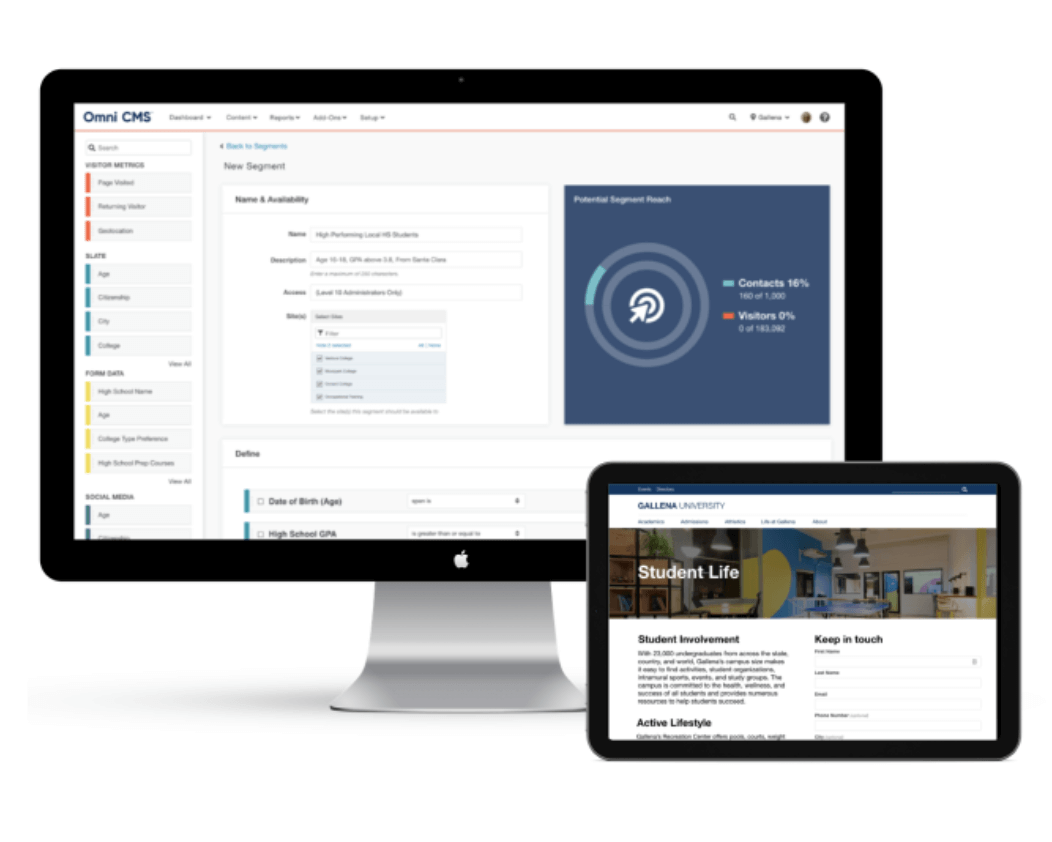 Omni CMS
Dashboard Content Reports Add-Ons Setup
Gallena
Search
VISITOR METRICS
Page Visited
Returning Visitor
Geolocation
SLATE
Age
Citizenship
City
College
View All
FORM DATA
High School Name
Age
College Type Preference
High School Prep Courses
View All
SOCIAL MEDIA
Age
Citizenship
Back to Segments
New Segment
Name & Availability
Name High Performing Local HS Students
Description Age 16-18, GPA above 3.8, From Santa Clara
Enter a maximum of characters.
Access (Level 10 Administrators Only)
Site(s) Select Sites
Filter
selected
College
College
College
Select the site(s) this segment should be available to
Potential Segment Reach
Contacts 16%
160 of 1,000
Visitors 0%
0 of 183,092
Define
Date of Birth (Age) open is
High School GPA is greater than or equal to
Events Directory
GALLENA UNIVERSITY
Academics Admissions Athletics Life at Gallena About
Student Life
Student Involvement
With 23,000 undergraduates from across the state,
country, and world, Gallena's campus size makes
it easy to find activities, student organizations,
intramural sports, events, and study groups. The
campus is committed to the health, wellness, and
success of all students and provides numerous
resources to help students succeed.
Active Lifestyle
Gallena's Recreation Center offers pools, courts, weight
Keep in touch
First Name
Last Name
Email
Phone Number (optional)
City (optional)